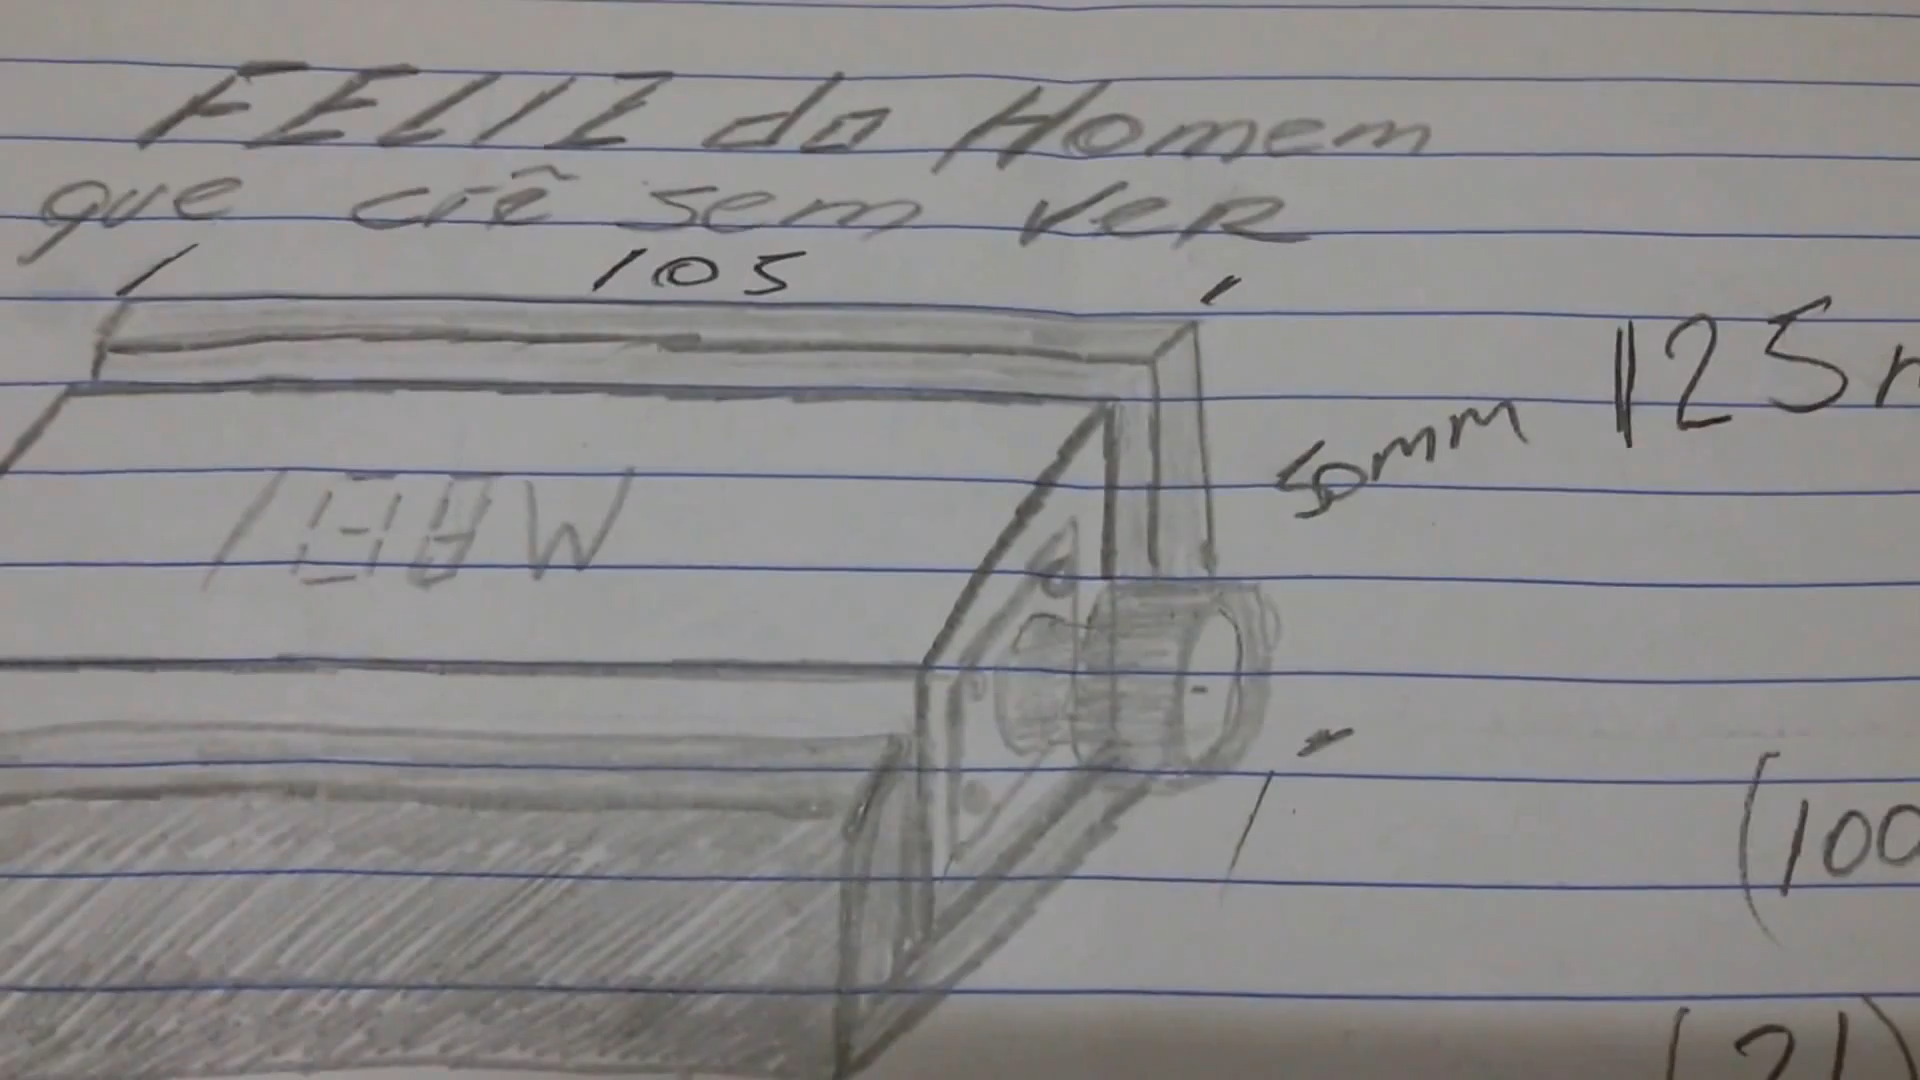 FELIZ do Homem
que crê sem ver
105
125
50mm
(100
(21)